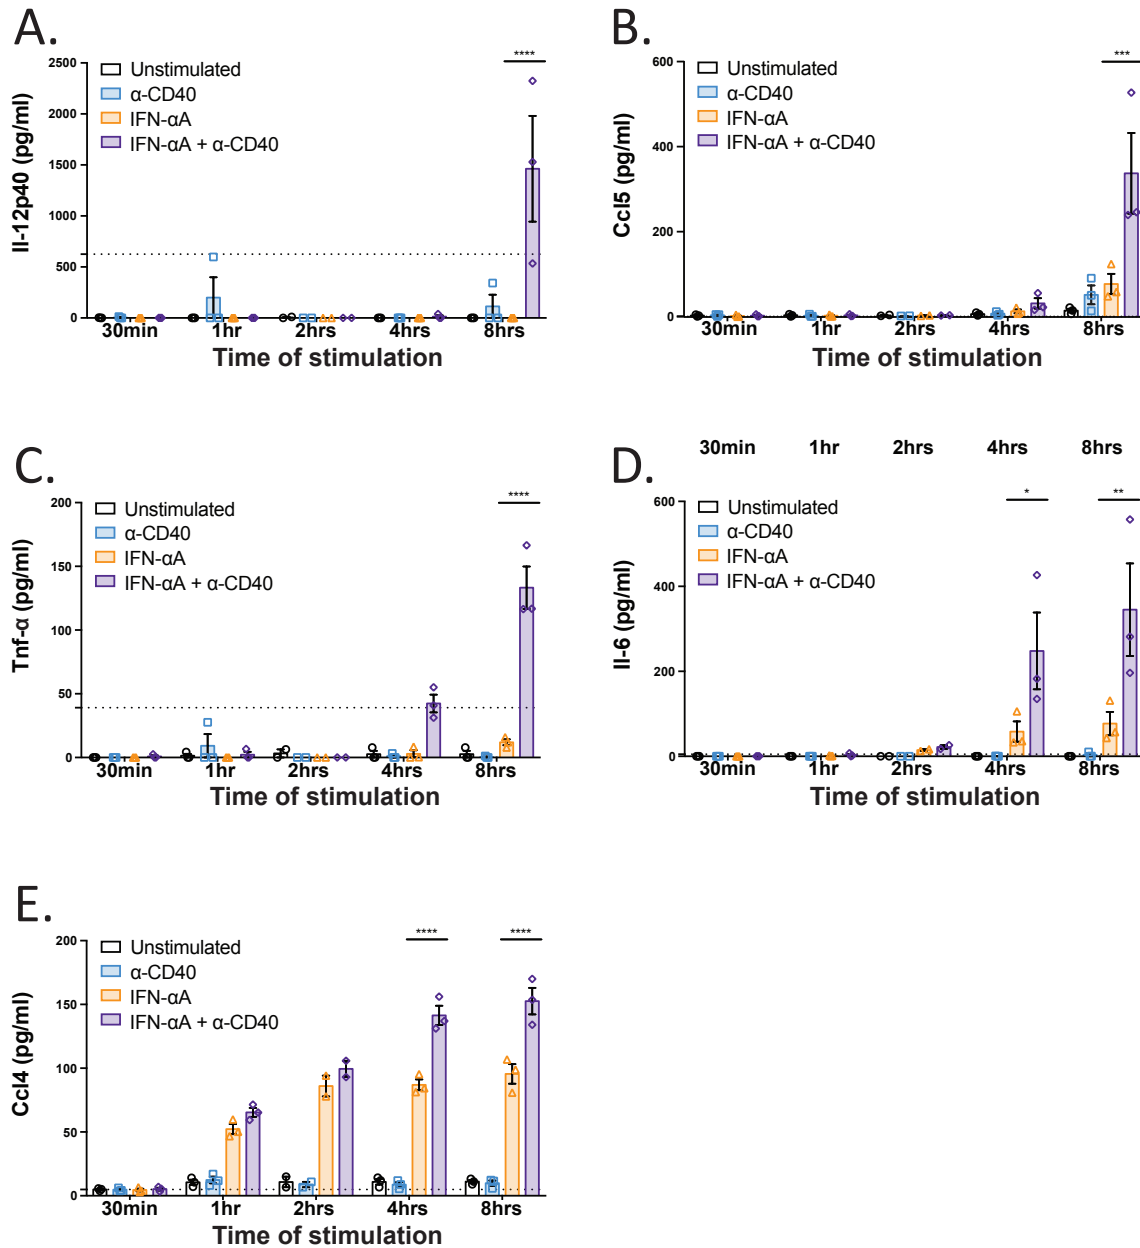 A.
Il-12p40 (pg/ml)
2500
2000
1500
1000
500
0
Unstimulated
α-CD40
IFN-αA
IFN-αA + α-CD40
****
30min 1hr 2hrs 4hrs 8hrs
Time of stimulation
B.
Ccl5 (pg/ml)
600
400
200
0
Unstimulated
α-CD40
IFN-αA
IFN-αA + α-CD40
***
30min 1hr 2hrs 4hrs 8hrs
Time of stimulation
C.
Tnf-α (pg/ml)
200
150
100
50
0
Unstimulated
α-CD40
IFN-αA
IFN-αA + α-CD40
****
30min 1hr 2hrs 4hrs 8hrs
Time of stimulation
30min 1hr 2hrs 4hrs 8hrs
D.
Il-6 (pg/ml)
600
400
200
0
Unstimulated
α-CD40
IFN-αA
IFN-αA + α-CD40
* **
30min 1hr 2hrs 4hrs 8hrs
Time of stimulation
E.
Ccl4 (pg/ml)
200
150
100
50
0
Unstimulated
α-CD40
IFN-αA
IFN-αA + α-CD40
**** ****
30min 1hr 2hrs 4hrs 8hrs
Time of stimulation